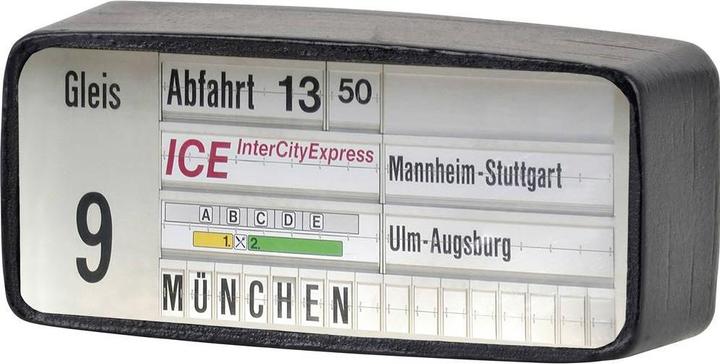 Gleis
9
Abfahrt 13 50
ICE InterCityExpress
Mannheim-Stuttgart
A B C D E
1. 2.
Ulm-Augsburg
MÜNCHEN